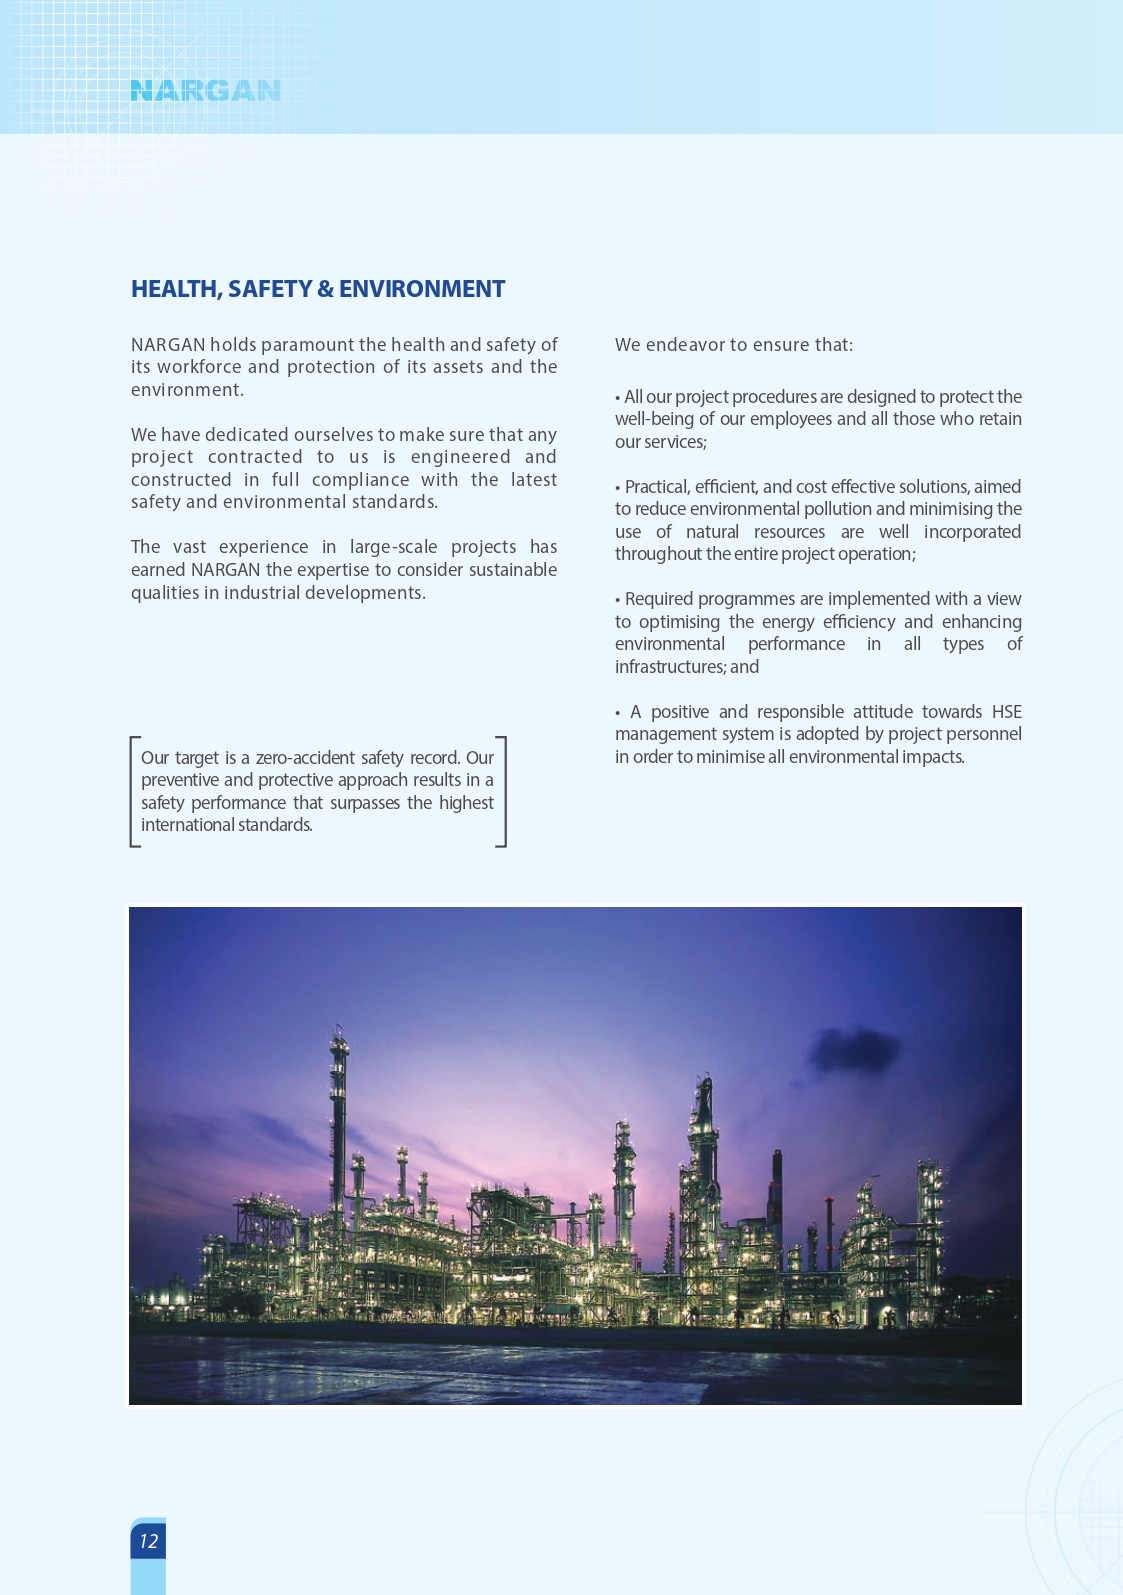 NARGAN
HEALTH, SAFETY & ENVIRONMENT
NARGAN holds paramount the health and safety of
its workforce and protection of its assets and the
environment.
We have dedicated ourselves to make sure that any
project contracted to us is engineered and
constructed in full compliance with the latest
safety and environmental standards.
The vast experience in large-scale projects has
earned NARGAN the expertise to consider sustainable
qualities in industrial developments.
Our target is a zero-accident safety record. Our
preventive and protective approach results in a
safety performance that surpasses the highest
international standards.
We endeavor to ensure that:
• All our project procedures are designed to protect the
well-being of our employees and all those who retain
our services;
• Practical, efficient, and cost effective solutions, aimed
to reduce environmental pollution and minimising the
use of natural resources are well incorporated
throughout the entire project operation;
• Required programmes are implemented with a view
to optimising the energy efficiency and enhancing
environmental performance in all types of
infrastructures; and
• A positive and responsible attitude towards HSE
management system is adopted by project personnel
in order to minimise all environmental impacts.
12